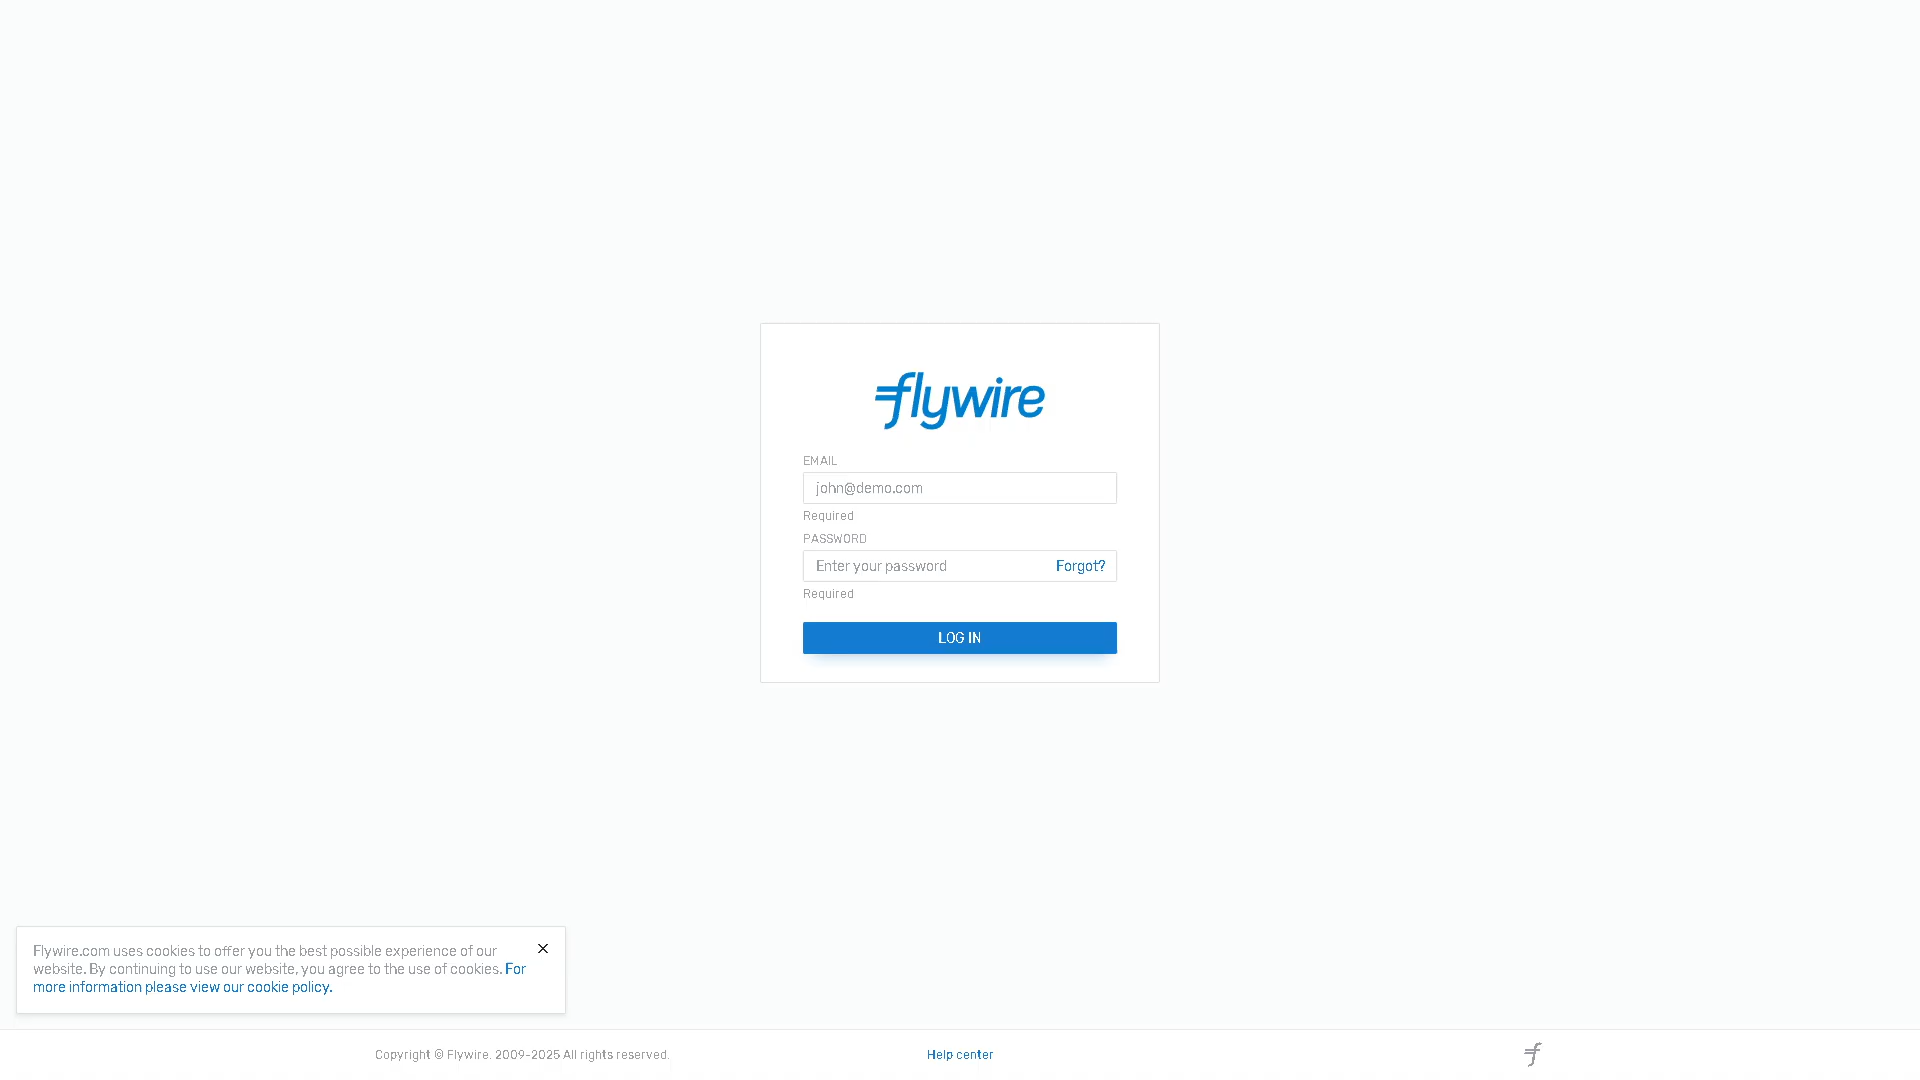 flywire
EMAIL
john@demo.com
Required
PASSWORD
Enter your password
Forgot?
Required
LOG IN
Flywire.com uses cookies to offer you the best possible experience of our
website. By continuing to use our website, you agree to the use of cookies. For
more information please view our cookie policy.
Copyright © Flywire. 2009-2025 All rights reserved.
Help center